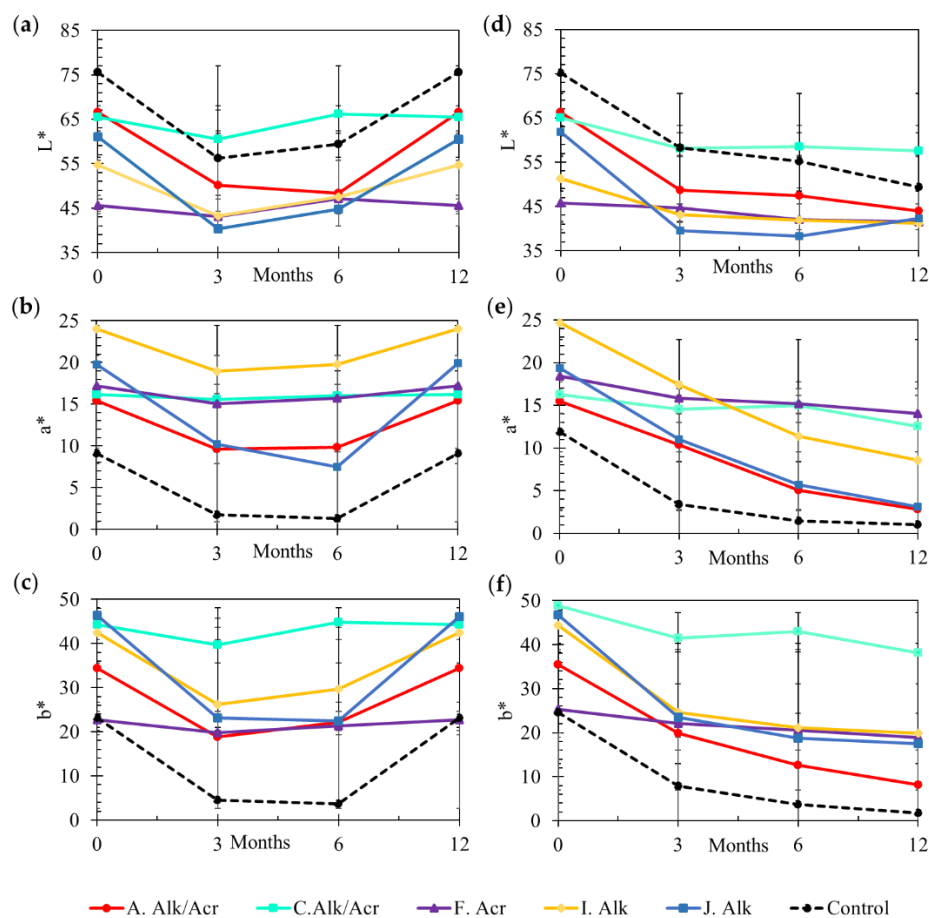 (a)
85
75
65
55
45
35
L*
0 3 6 12
Months
(d)
85
75
65
55
45
35
L*
0 3 6 12
Months
(b)
25
20
15
10
5
0
a*
0 3 6 12
Months
(e)
25
20
15
10
5
0
a*
0 3 6 12
Months
(c)
50
40
30
20
10
0
b*
0 3 6 12
Months
(f)
50
40
30
20
10
0
b*
0 3 6 12
Months
A. Alk/Acr C.Alk/Acr F. Acr I. Alk J. Alk Control